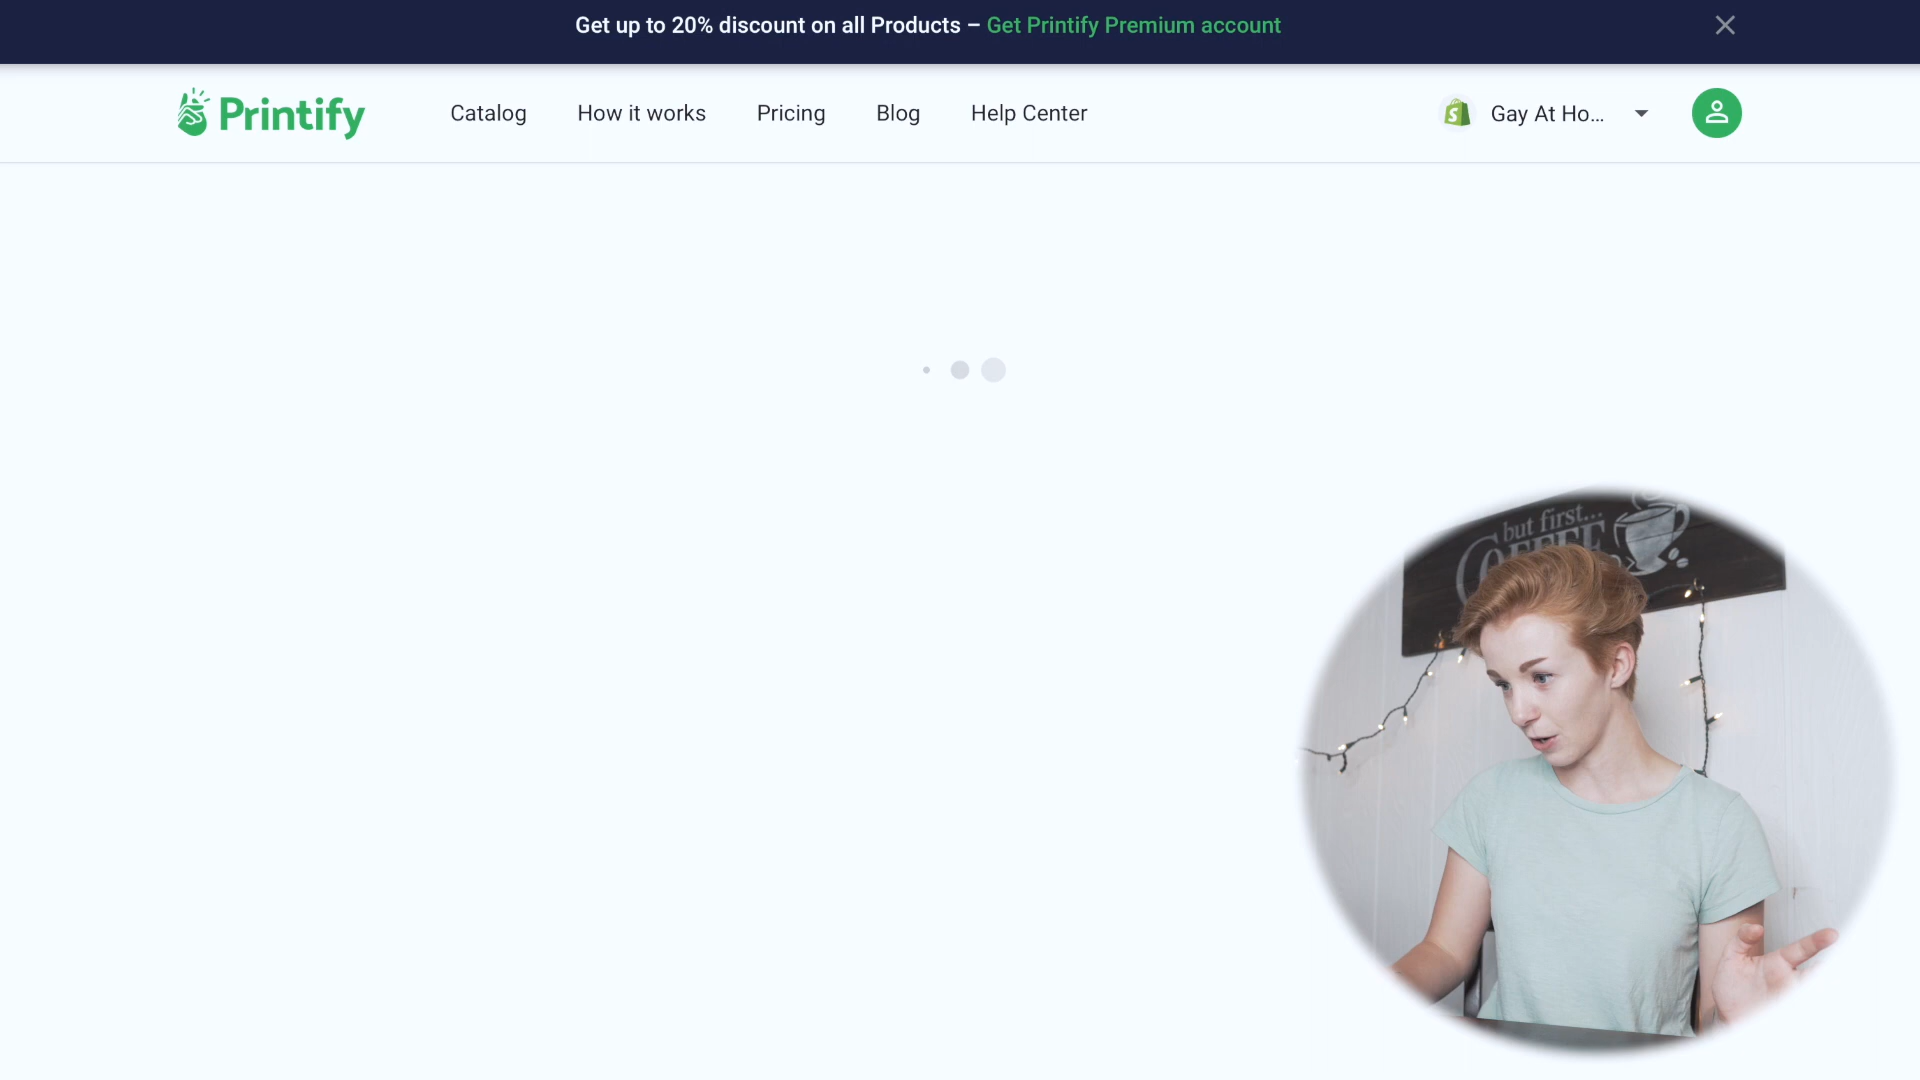 Get up to 20% discount on all Products – Get Printify Premium account
Printify
Catalog
How it works
Pricing
Blog
Help Center
Gay At Ho...
but first...
COFFEE